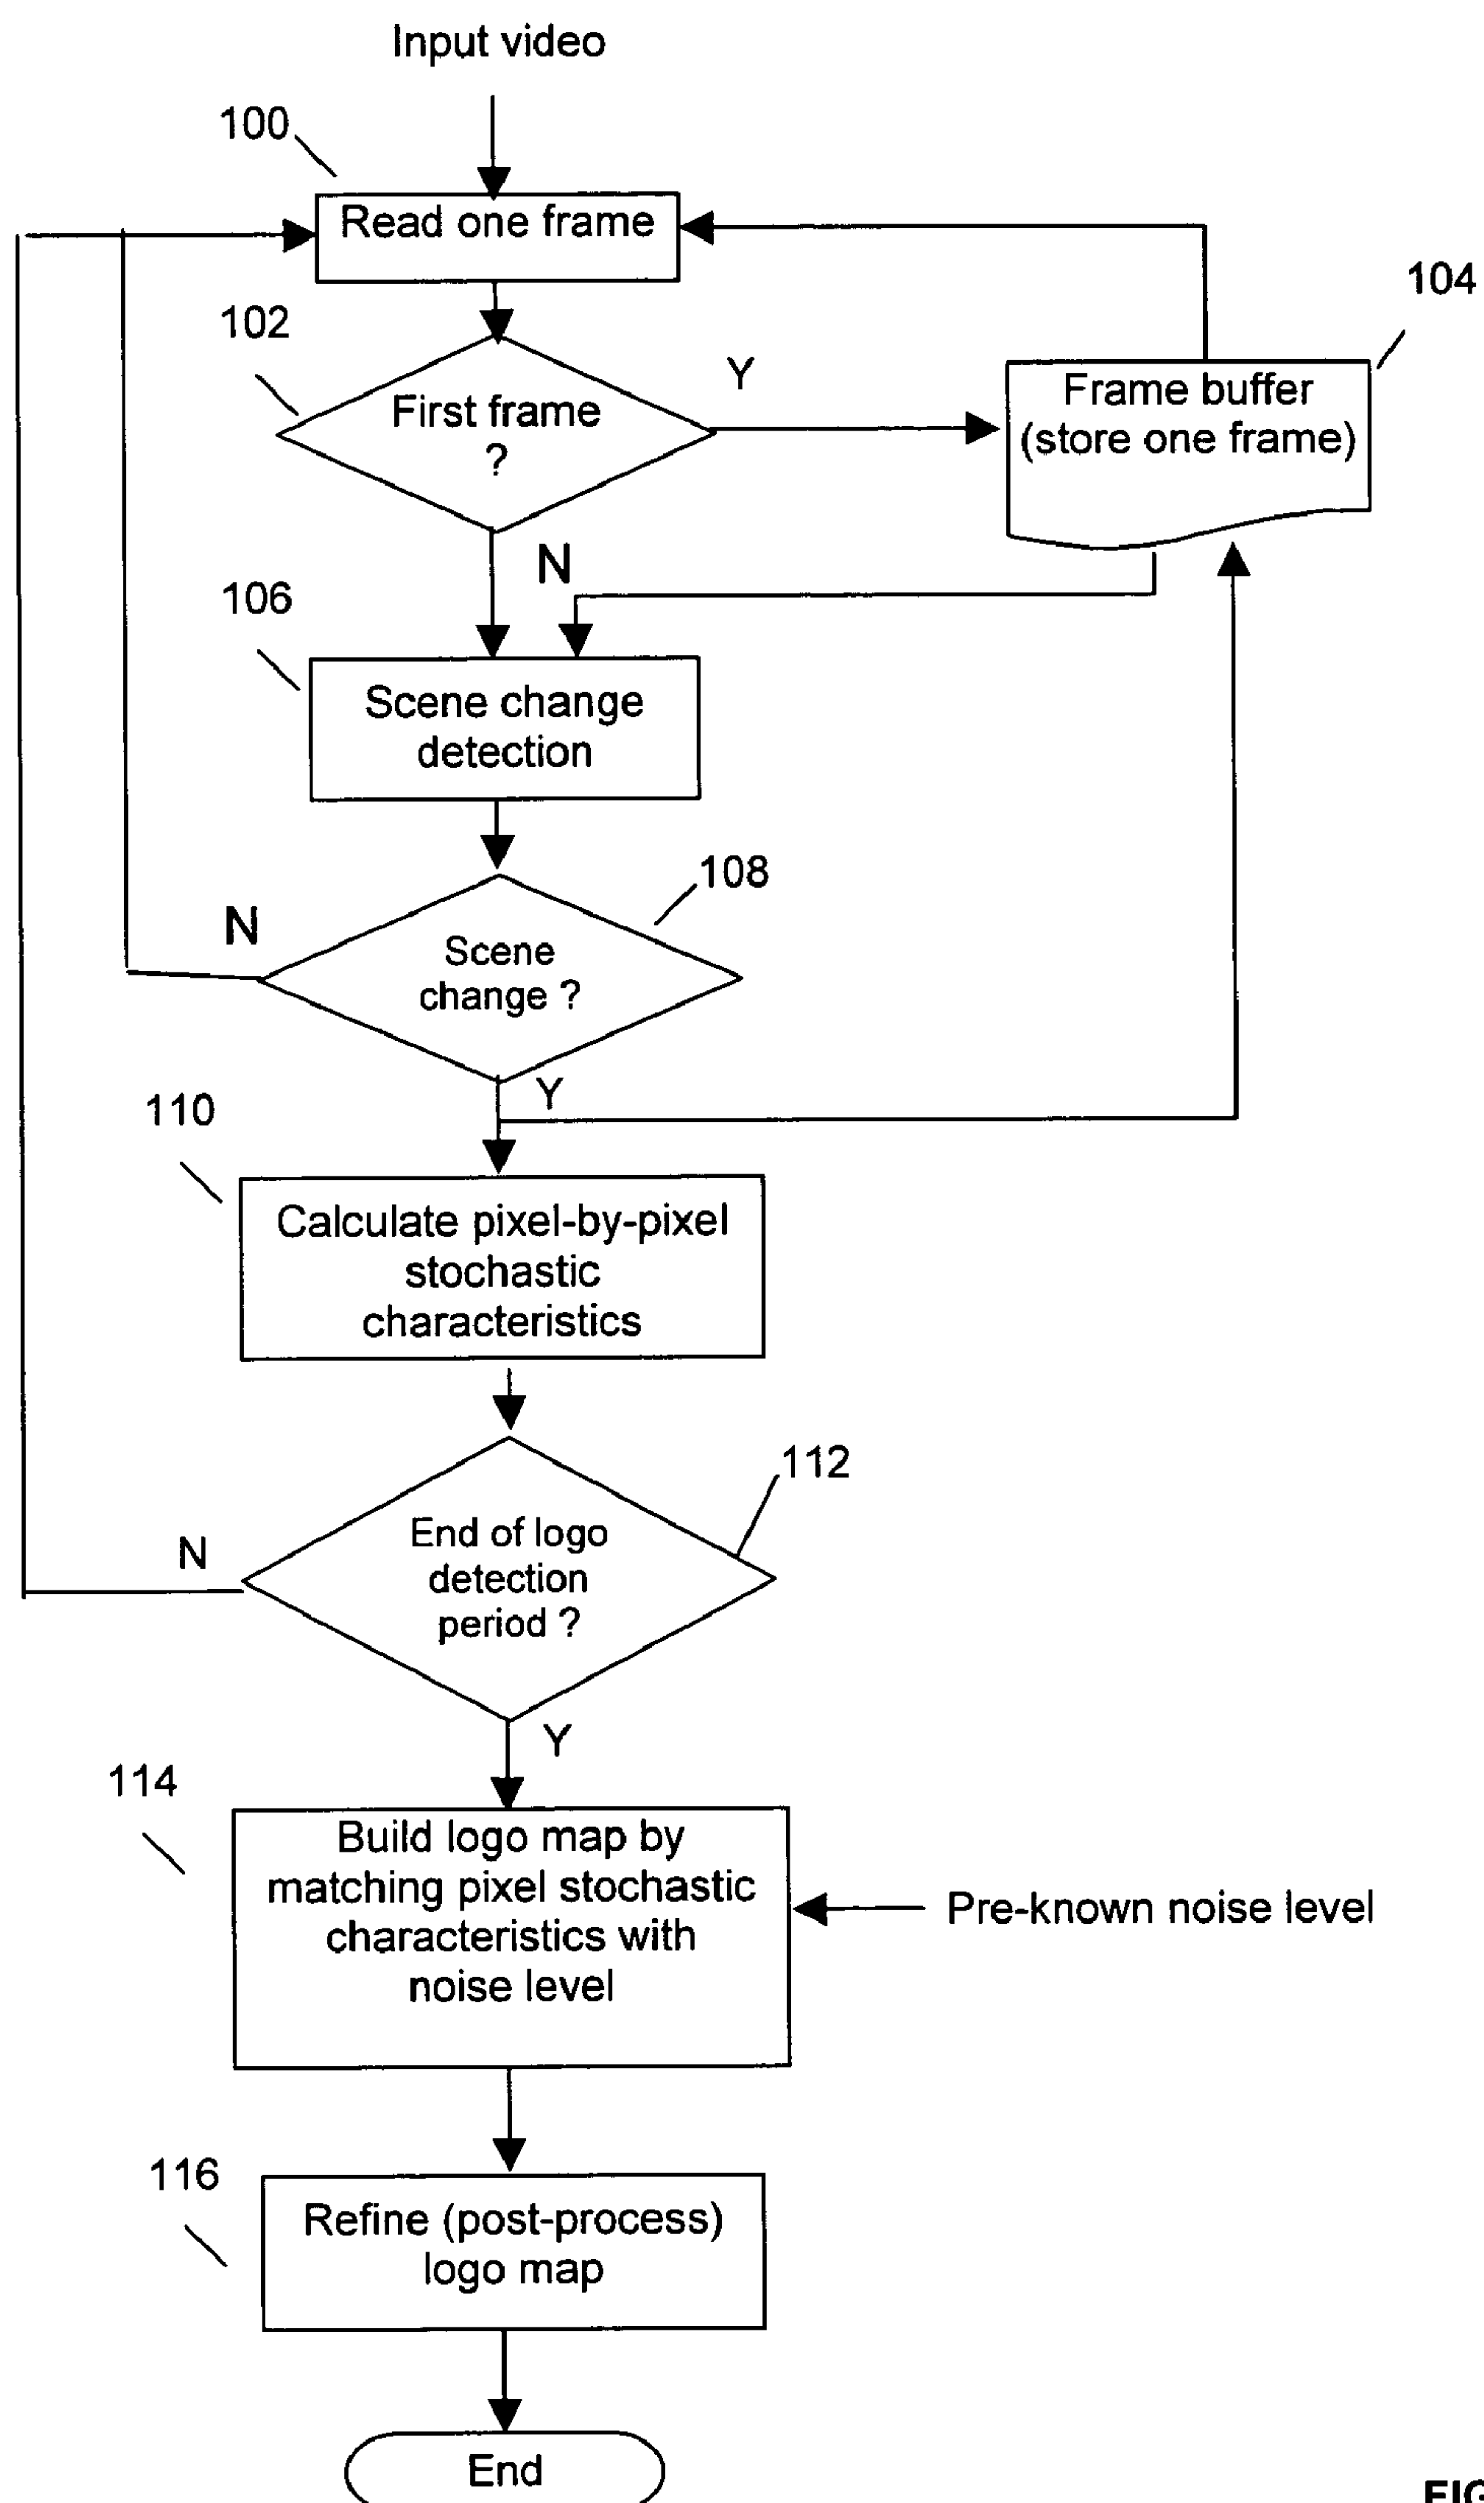 Input video
100
Read one frame
104
102
Y
Frame buffer
(store one frame)
First frame
?
N
106
Scene change
detection
108
N
Scene
change ?
Y
110
Calculate pixel-by-pixel
stochastic
characteristics
112
N
End of logo
detection
period ?
Y
114
Build logo map by
matching pixel stochastic
characteristics with
noise level
Pre-known noise level
116
Refine (post-process)
logo map
End